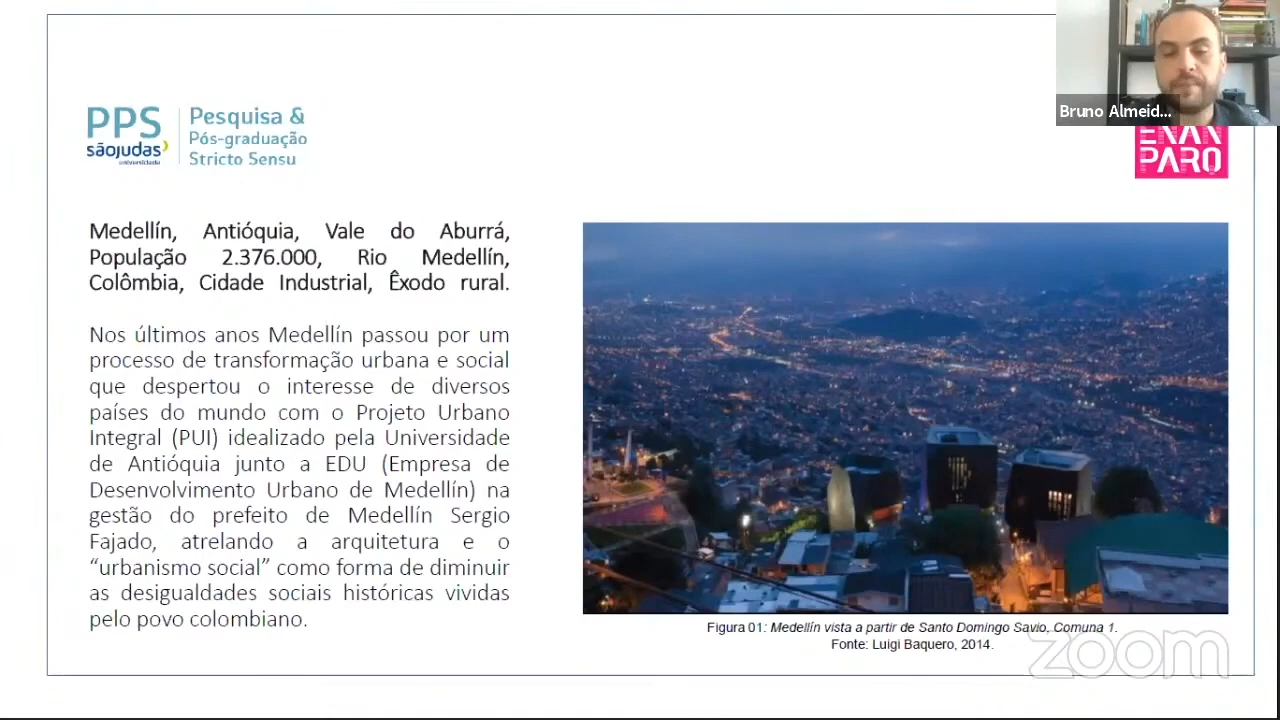 PPS
sãojudas
universidade
Pesquisa &
Pós-graduação
Stricto Sensu
Bruno Almeid...
ENAN
PARQ
Medellín, Antióquia, Vale do Aburrá,
População 2.376.000, Rio Medellín,
Colômbia, Cidade Industrial, Êxodo rural.
Nos últimos anos Medellín passou por um
processo de transformação urbana e social
que despertou o interesse de diversos
países do mundo com o Projeto Urbano
Integral (PUI) idealizado pela Universidade
de Antióquia junto a EDU (Empresa de
Desenvolvimento Urbano de Medellín) na
gestão do prefeito de Medellín Sergio
Fajado, atrelando a arquitetura e o
“urbanismo social” como forma de diminuir
as desigualdades sociais históricas vividas
pelo povo colombiano.
Figura 01: Medellín vista a partir de Santo Domingo Savio, Comuna 1.
Fonte: Luigi Baquero, 2014.
zoom